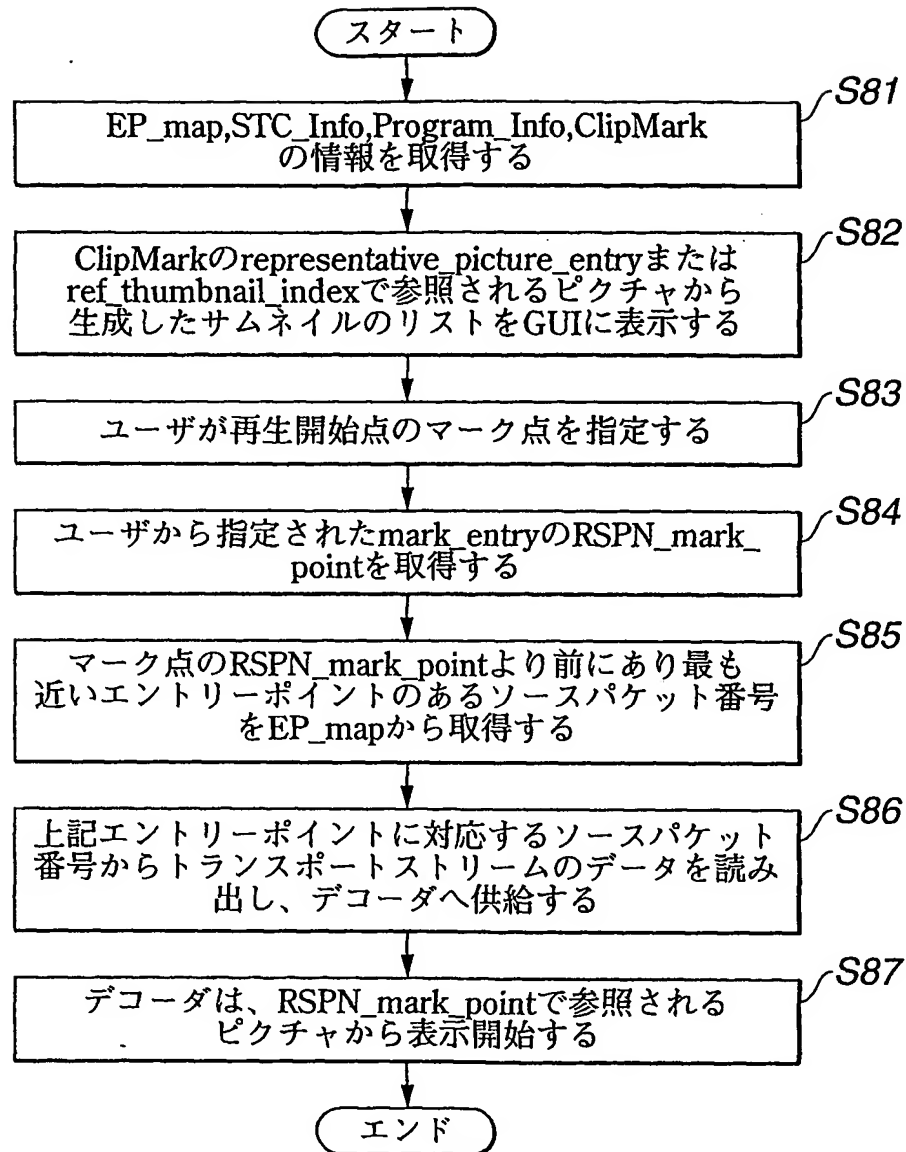 スタート
S81
EP_map,STC_Info,Program_Info,ClipMark
の情報を取得する
S82
ClipMarkのrepresentative_picture_entryまたは
ref_thumbnail_indexで参照されるピクチャから
生成したサムネイルのリストをGUIに表示する
S83
ユーザが再生開始点のマーク点を指定する
S84
ユーザから指定されたmark_entryのRSPN_mark_
pointを取得する
S85
マーク点のRSPN_mark_pointより前にあり最も
近いエントリーポイントのあるソースパケット番号
をEP_mapから取得する
S86
上記エントリーポイントに対応するソースパケット
番号からトランスポートストリームのデータを読み
出し、デコーダへ供給する
S87
デコーダは、RSPN_mark_pointで参照される
ピクチャから表示開始する
エンド